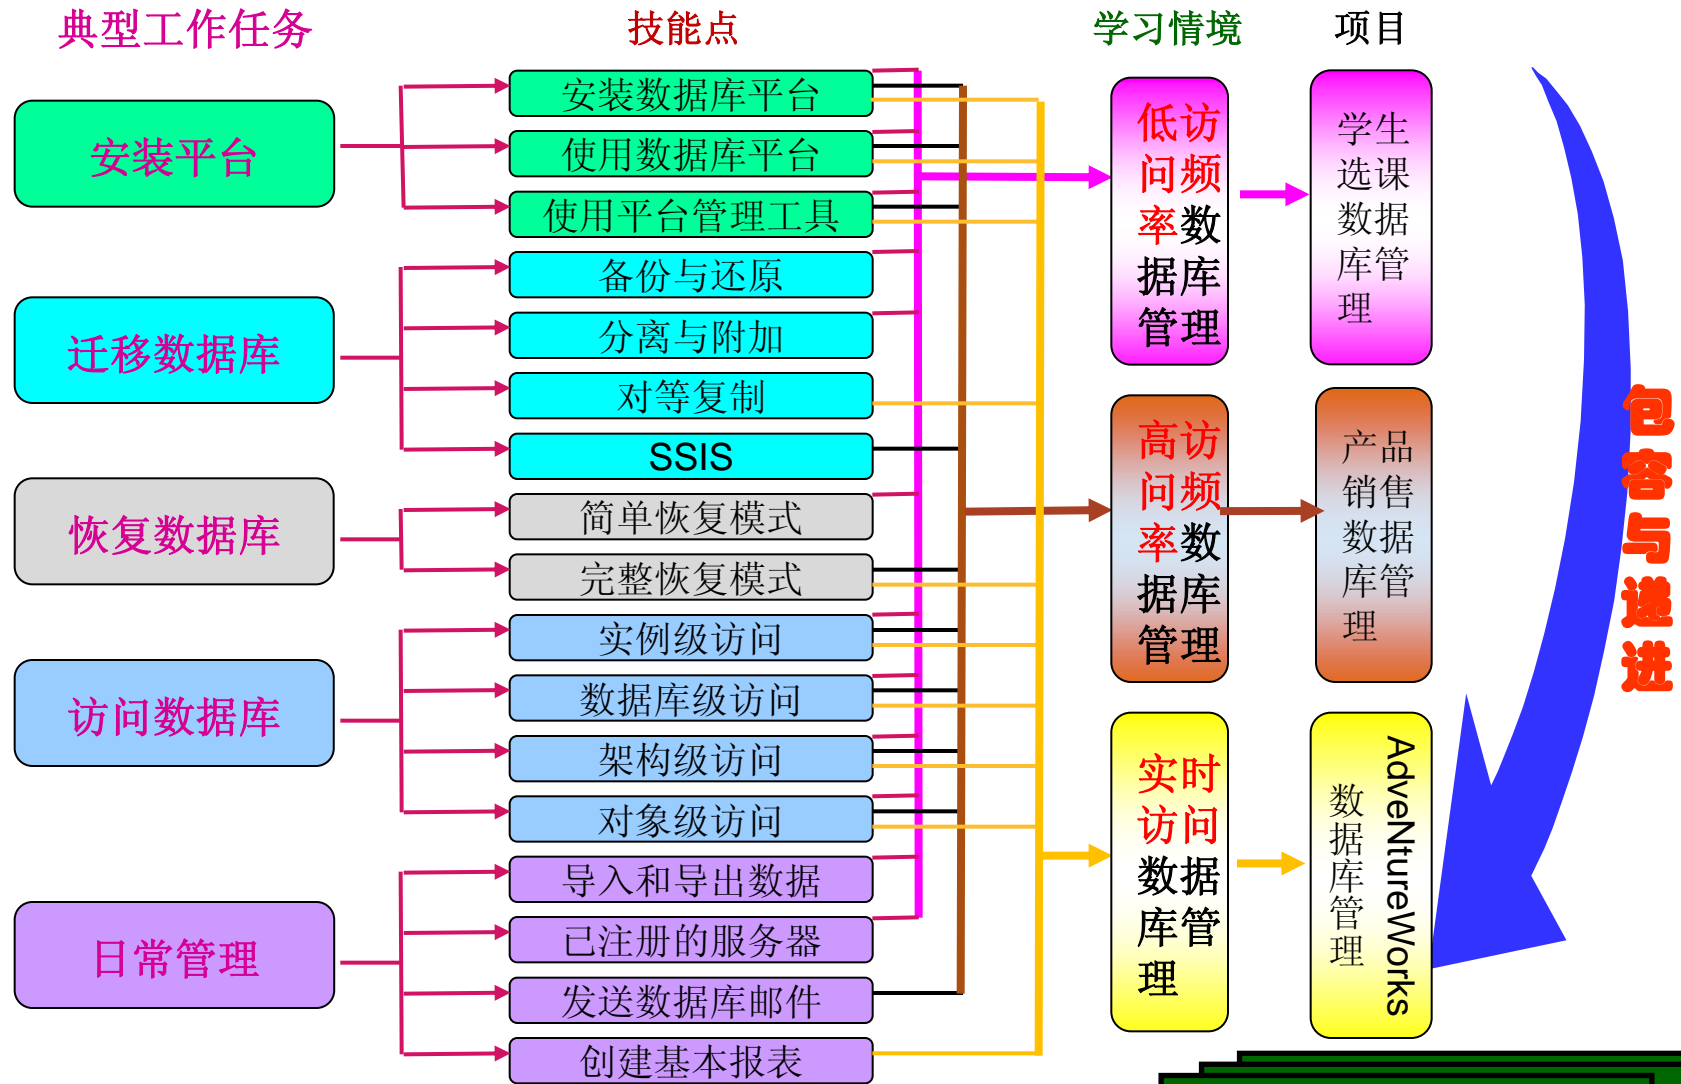 典型工作任务
技能点
学习情境
项目
安装平台
迁移数据库
恢复数据库
访问数据库
日常管理
安装数据库平台
使用数据库平台
使用平台管理工具
备份与还原
分离与附加
对等复制
SSIS
简单恢复模式
完整恢复模式
实例级访问
数据库级访问
架构级访问
对象级访问
导入和导出数据
已注册的服务器
发送数据库邮件
创建基本报表
低访
问频
率数
据库
管理
高访
问频
率数
据库
管理
实时
访问
数据
库管
理
学生
选课
数据
库管
理
产品
销售
数据
库管
理
AdveNtureWorks
数据库管理
包容与递进